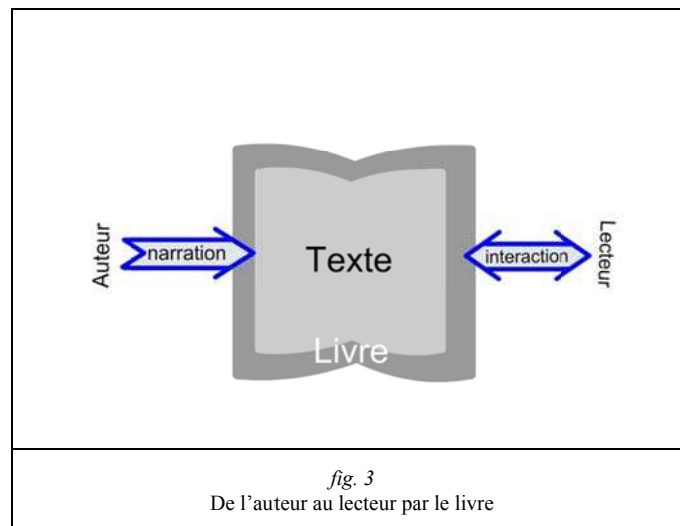 Auteur
narration
Texte
Livre
interaction
Lecteur
fig. 3
De l’auteur au lecteur par le livre